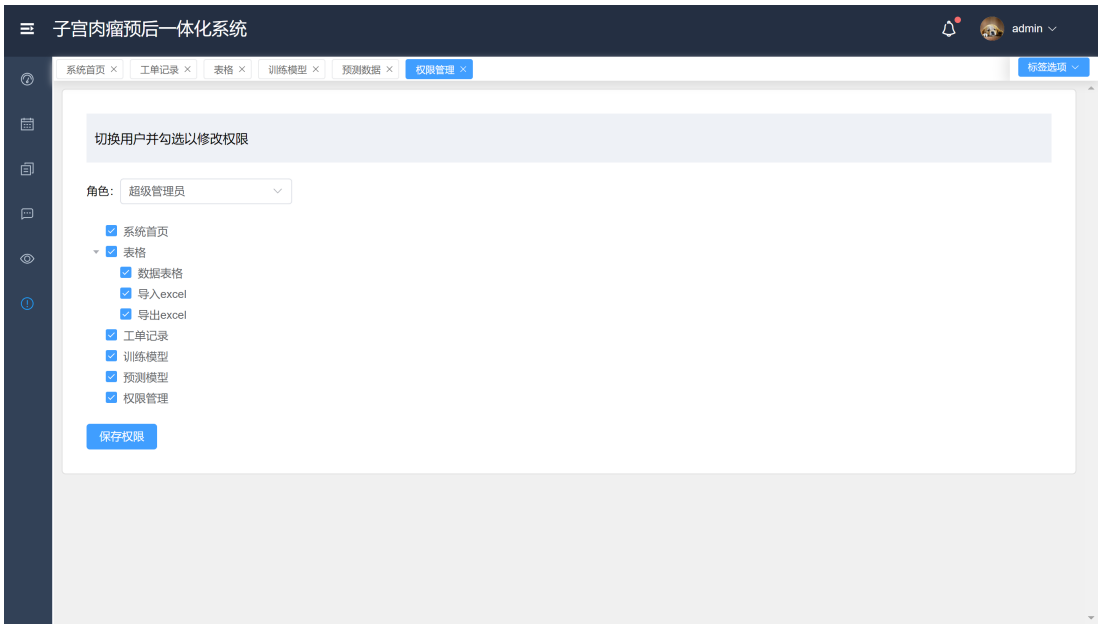 子宫肉瘤预后一体化系统
admin
系统首页 工单记录 表格 训练模型 预测数据 权限管理 标签选项
切换用户并勾选以修改权限
角色： 超级管理员
系统首页
表格
数据表格
导入excel
导出excel
工单记录
训练模型
预测模型
权限管理
保存权限